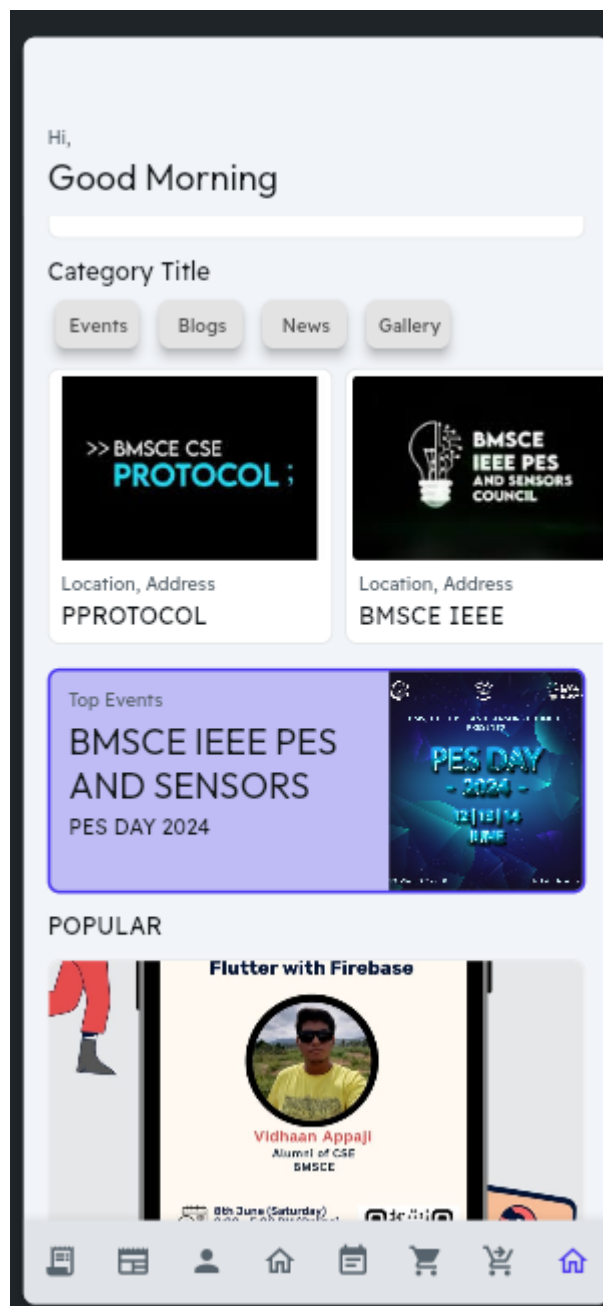 Hi,
Good Morning
Category Title
Events Blogs News Gallery
>> BMSCE CSE
PROTOCOL ;
BMSCE
IEEE PES
AND SENSORS
COUNCIL
Location, Address
PPROTOCOL
Location, Address
BMSCE IEEE
Top Events
BMSCE IEEE PES
AND SENSORS
PES DAY 2024
PES DAY
- 2024 -
12|13|14
JUNE
POPULAR
Flutter with Firebase
Vidhaan Appaji
Alumni of CSE
BMSCE
8th June (Saturday)